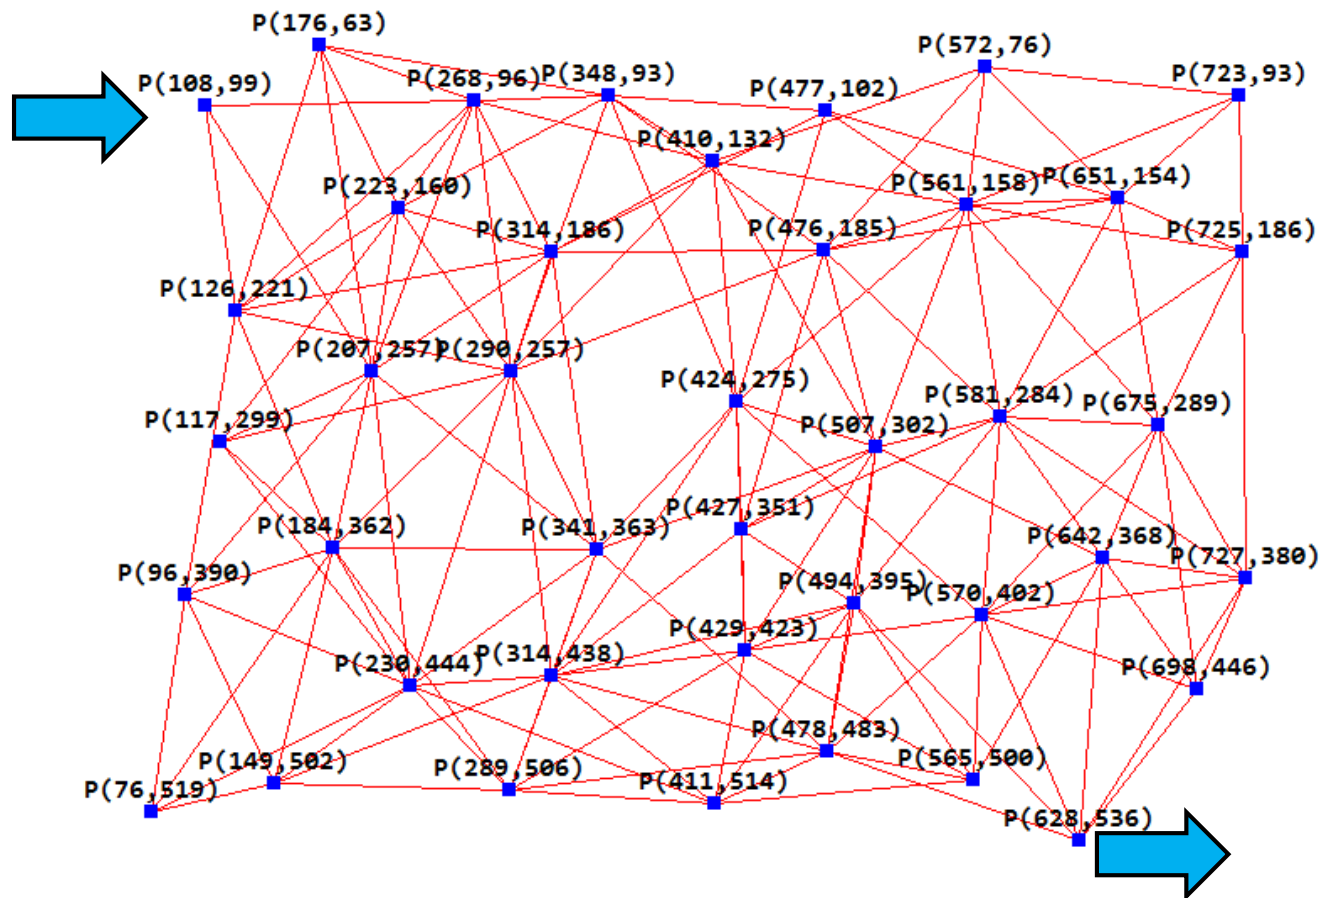 P(176,63)
P(572,76)
P(108,99)
P(268,96)
P(348,93)
P(477,102)
P(723,93)
P(410,132)
P(223,160)
P(561,158)
P(651,154)
P(314,186)
P(476,185)
P(725,186)
P(126,221)
P(207,257)
P(290,257)
P(424,275)
P(581,284)
P(675,289)
P(117,299)
P(507,302)
P(427,351)
P(184,362)
P(341,363)
P(642,368)
P(96,390)
P(494,395)
P(570,402)
P(727,380)
P(429,423)
P(230,444)
P(314,438)
P(698,446)
P(478,483)
P(149,502)
P(289,506)
P(411,514)
P(565,500)
P(76,519)
P(628,536)